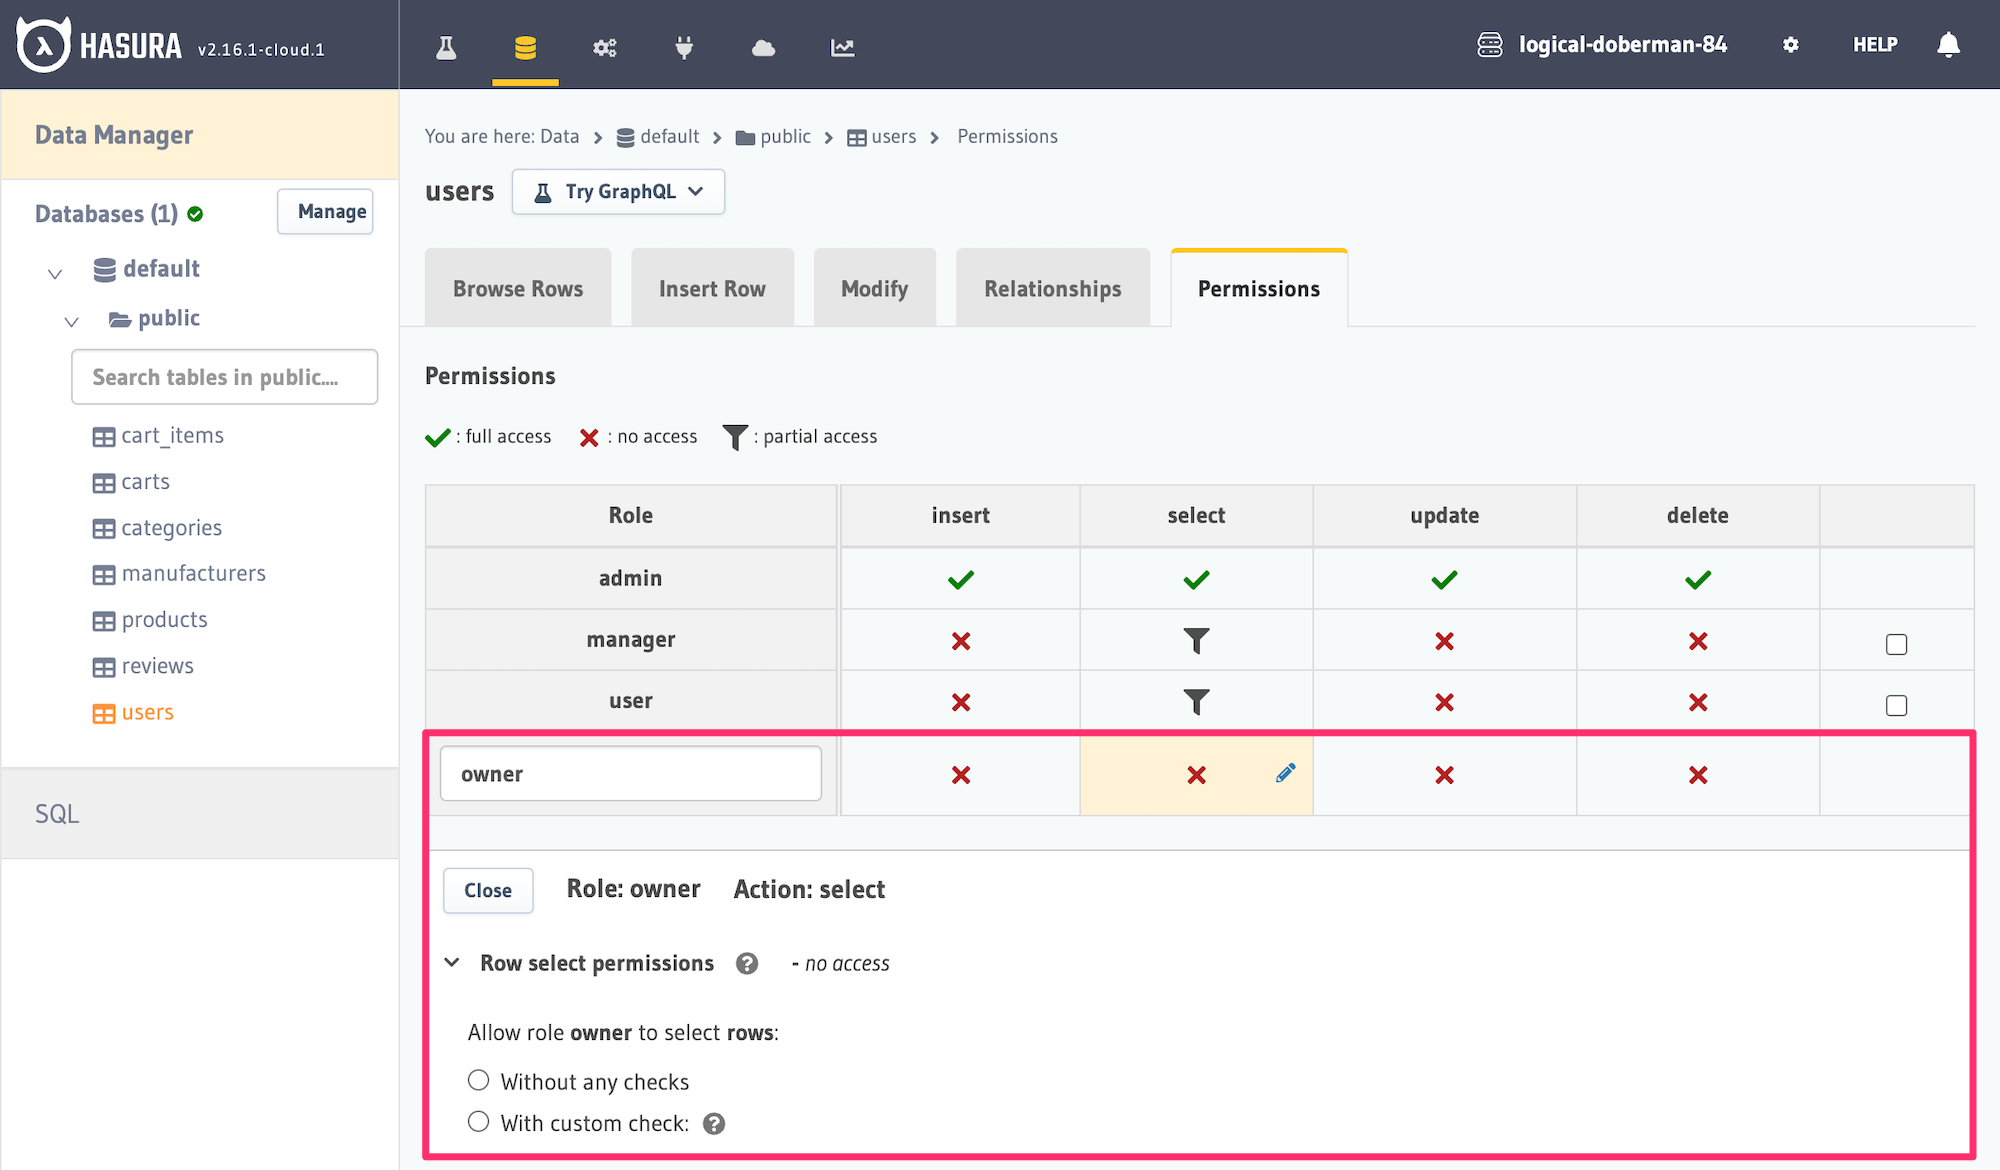 HASURA v2.16.1-cloud.1
logical-doberman-84 HELP
Data Manager
Databases (1) Manage
default
public
Search tables in public....
cart_items
carts
categories
manufacturers
products
reviews
users
SQL
You are here: Data > default > public > users > Permissions
users Try GraphQL
Browse Rows Insert Row Modify Relationships Permissions
Permissions
: full access : no access : partial access
Role insert select update delete
admin
manager
user
owner
Close Role: owner Action: select
Row select permissions ? - no access
Allow role owner to select rows:
Without any checks
With custom check: ?